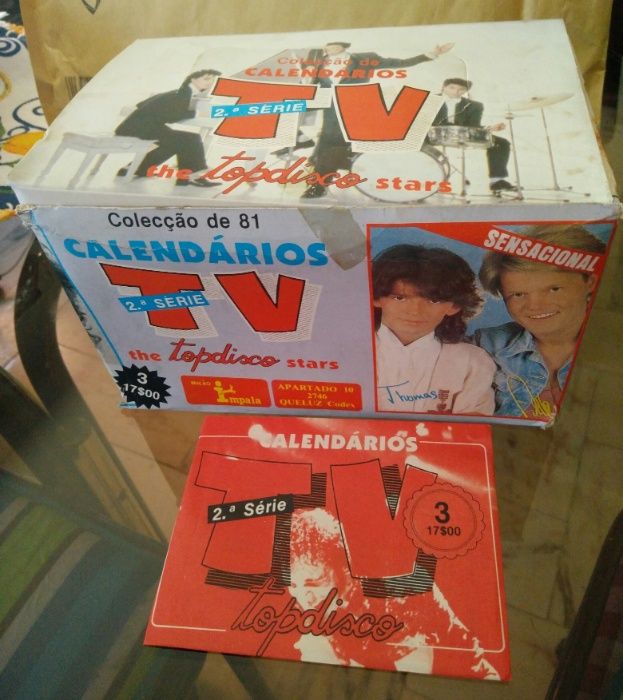 Colecção de
CALENDÁRIOS
2.ª SÉRIE
TV
the topdisco stars
Colecção de 81
CALENDÁRIOS
TV
2.ª SÉRIE
the topdisco stars
3
17$00
Impala
APARTADO 10
2746
QUELUZ Codex
SENSACIONAL
Thomas
CALENDÁRIOS
TV
2.ª Série
3
17$00
topdisco